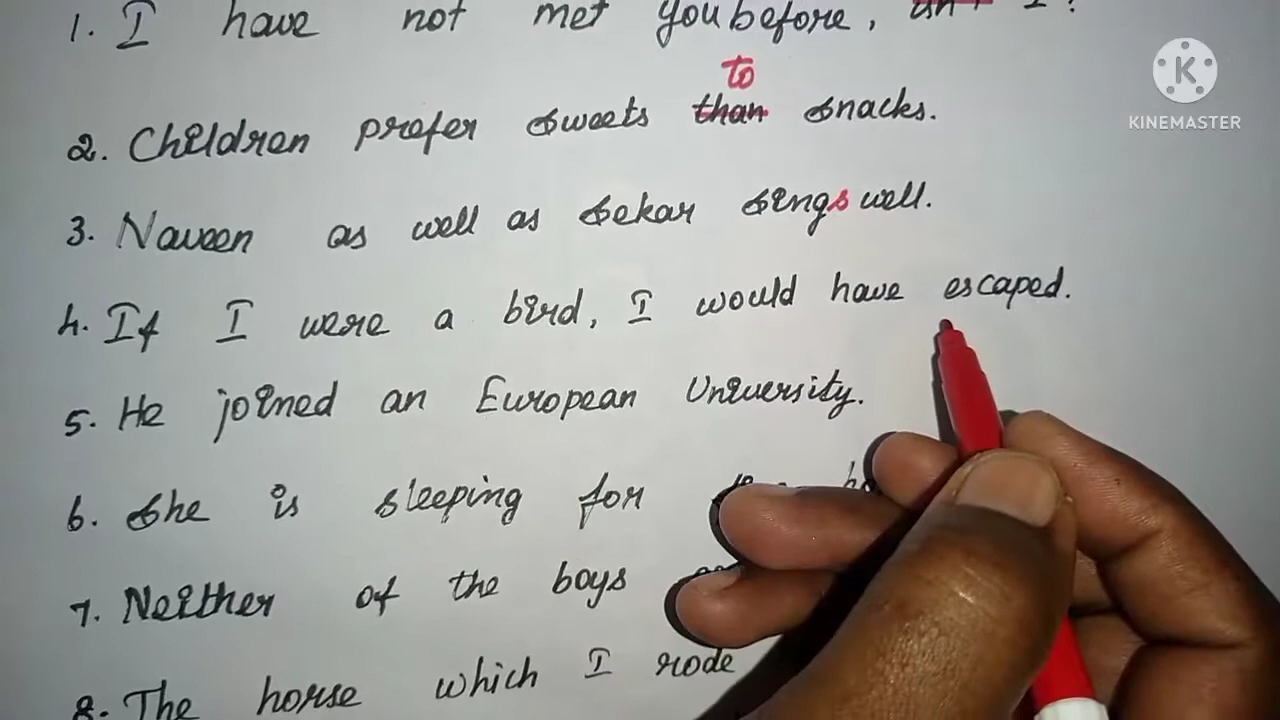 1. I have not met you before, I?
to
2. Children prefer sweets than snacks.
3. Naveen as well as Sekar sings well.
4. If I were a bird, I would have escaped.
5. He joined an European University.
6. She is sleeping for
7. Neither of the boys
8. The horse which I rode
K
KINEMASTER